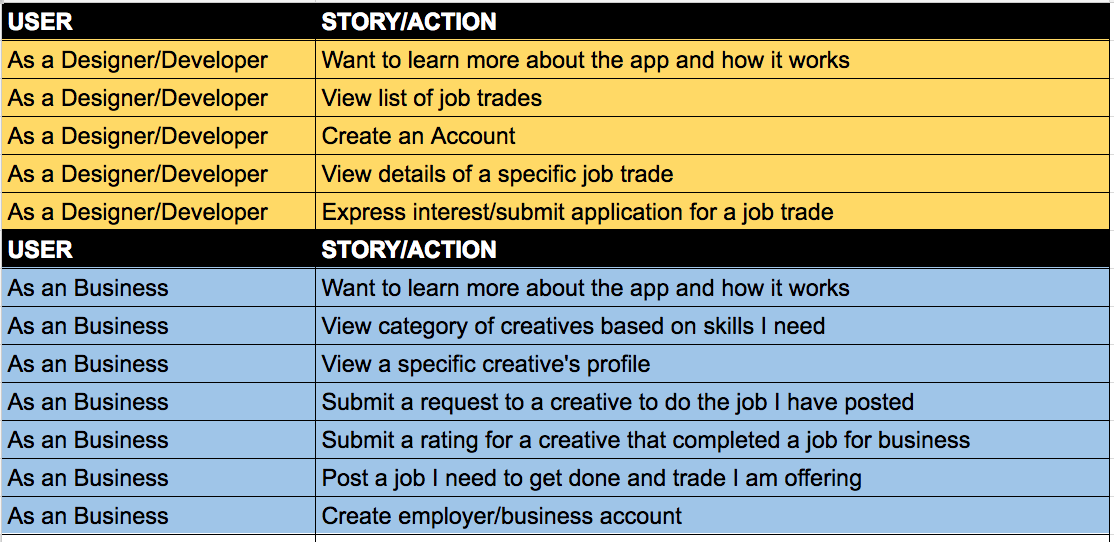 USER STORY/ACTION
As a Designer/Developer Want to learn more about the app and how it works
As a Designer/Developer View list of job trades
As a Designer/Developer Create an Account
As a Designer/Developer View details of a specific job trade
As a Designer/Developer Express interest/submit application for a job trade
USER STORY/ACTION
As an Business Want to learn more about the app and how it works
As an Business View category of creatives based on skills I need
As an Business View a specific creative's profile
As an Business Submit a request to a creative to do the job I have posted
As an Business Submit a rating for a creative that completed a job for business
As an Business Post a job I need to get done and trade I am offering
As an Business Create employer/business account